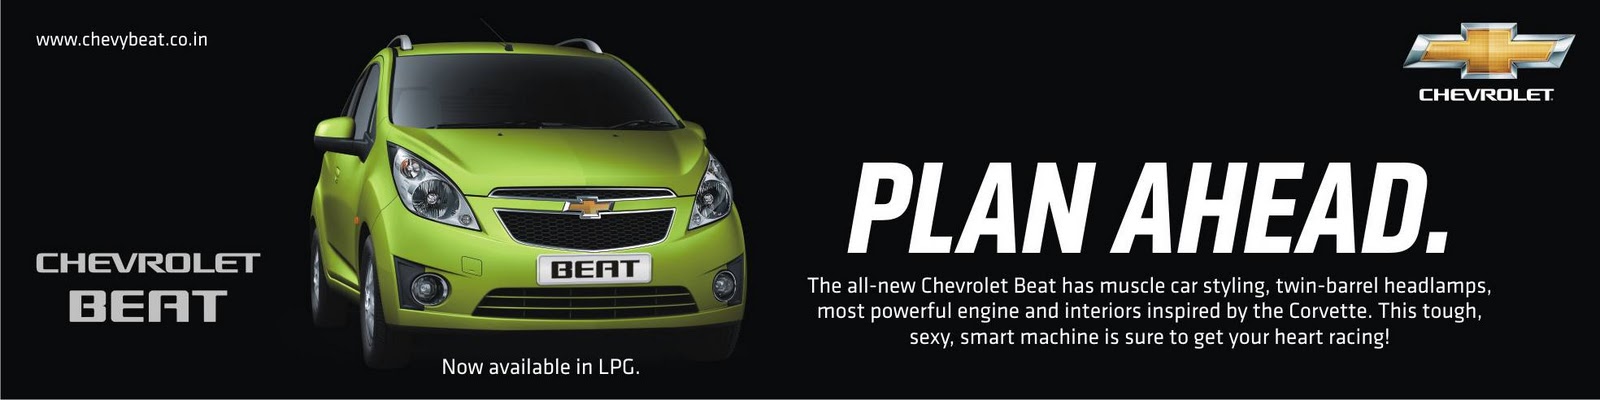 www.chevybeat.co.in
CHEVROLET
BEAT
BEAT
Now available in LPG.
CHEVROLET
PLAN AHEAD.
The all-new Chevrolet Beat has muscle car styling, twin-barrel headlamps,
most powerful engine and interiors inspired by the Corvette. This tough,
sexy, smart machine is sure to get your heart racing!